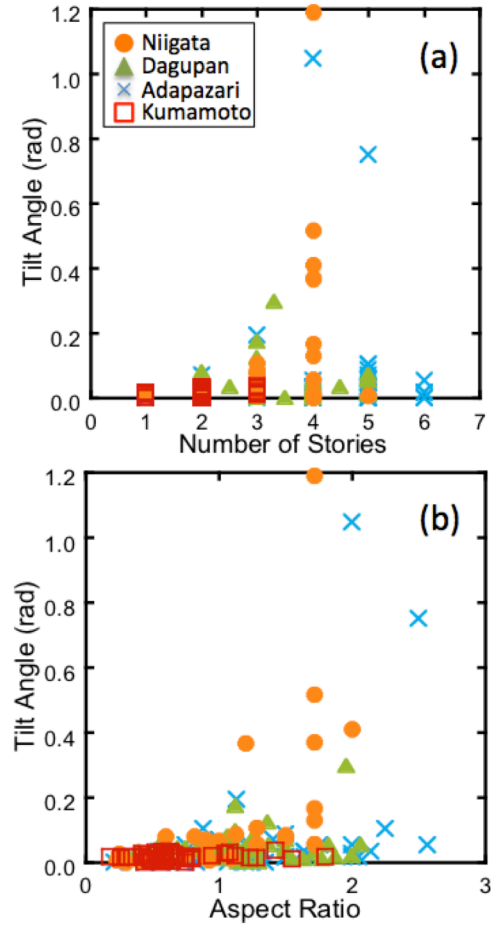 1.2
(a)
Niigata
Dagupan
Adapazari
Kumamoto
1.0
0.8
0.6
0.4
0.2
0.0
Tilt Angle (rad)
0 1 2 3 4 5 6 7
Number of Stories
1.2
(b)
1.0
0.8
0.6
0.4
0.2
0.0
Tilt Angle (rad)
0 1 2 3
Aspect Ratio